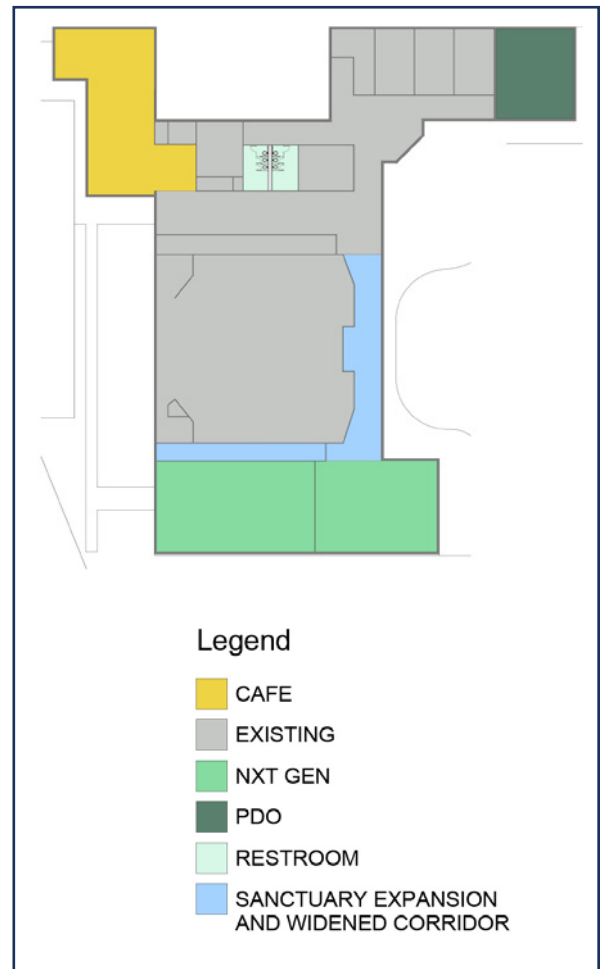 Legend
CAFE
EXISTING
NXT GEN
PDO
RESTROOM
SANCTUARY EXPANSION
AND WIDENED CORRIDOR